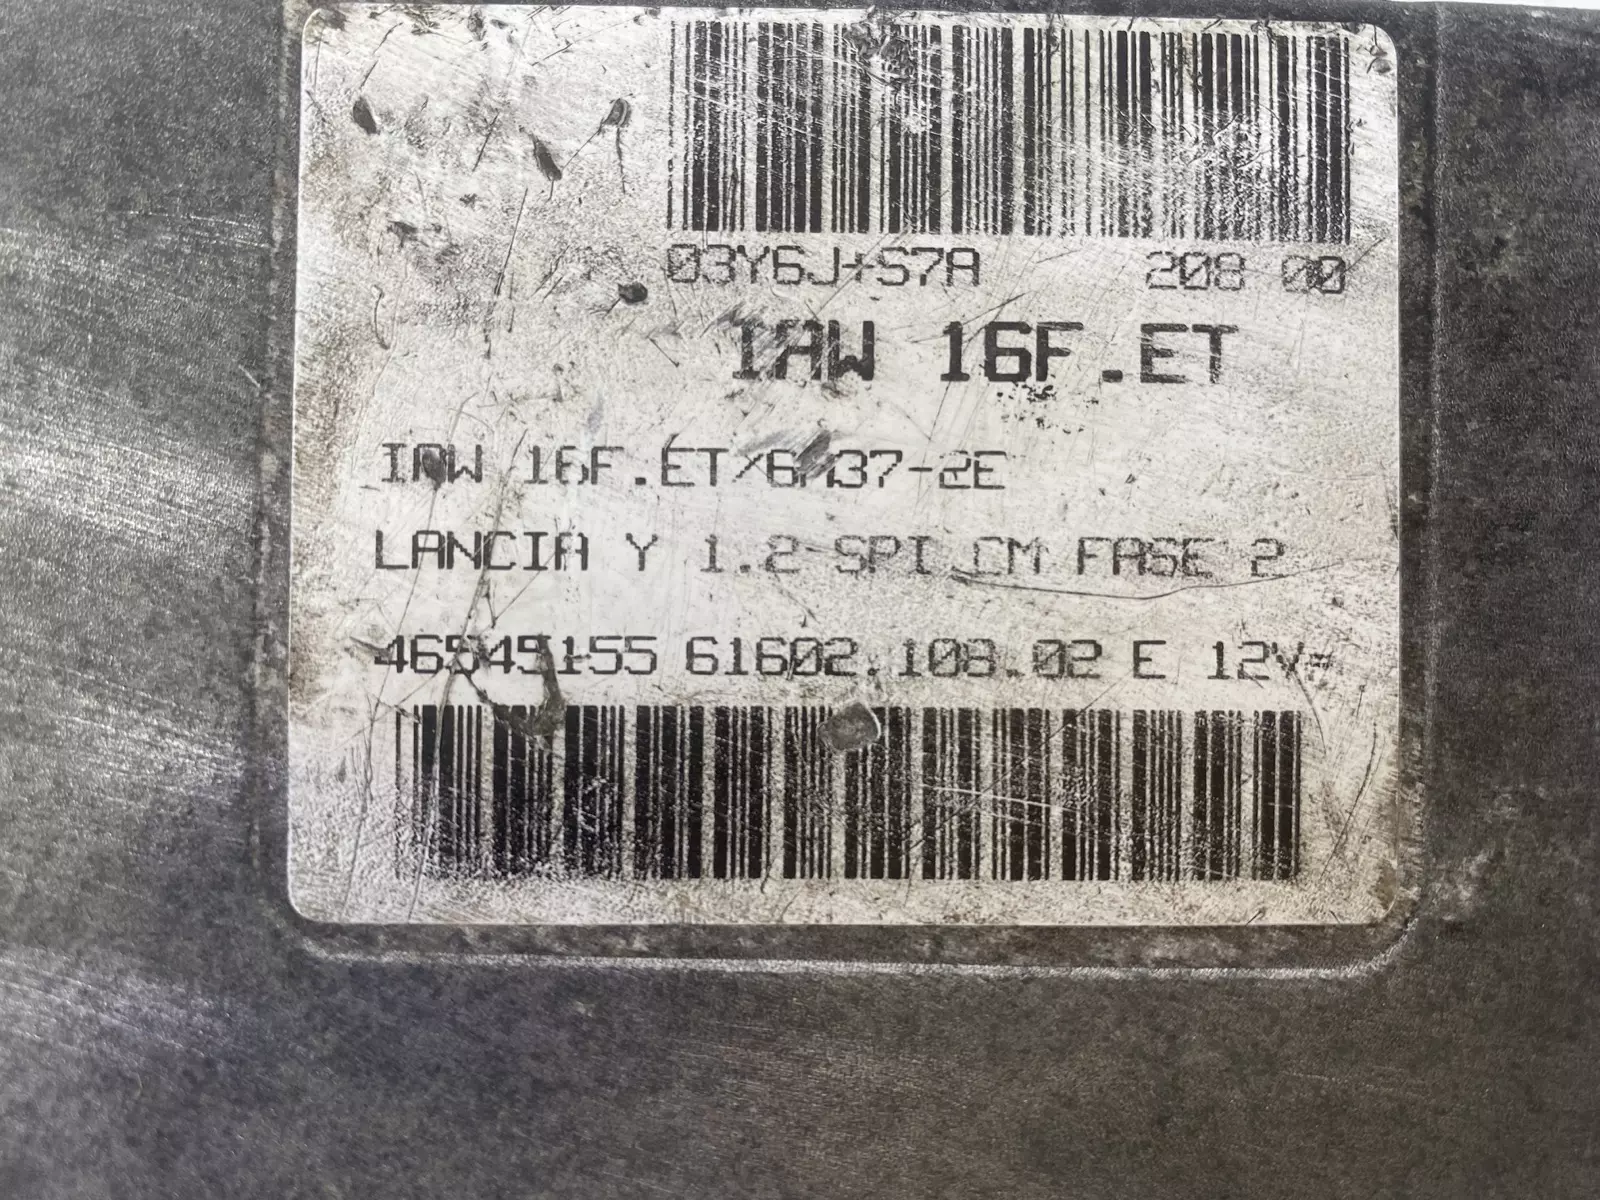 03Y6J+S7A 208 00
IAW 16F.ET
IAW 16F.ET/6A37-2E
LANCIA Y 1.2 SPI CM FASE 2
46545155 61602.108.02 E 12V=